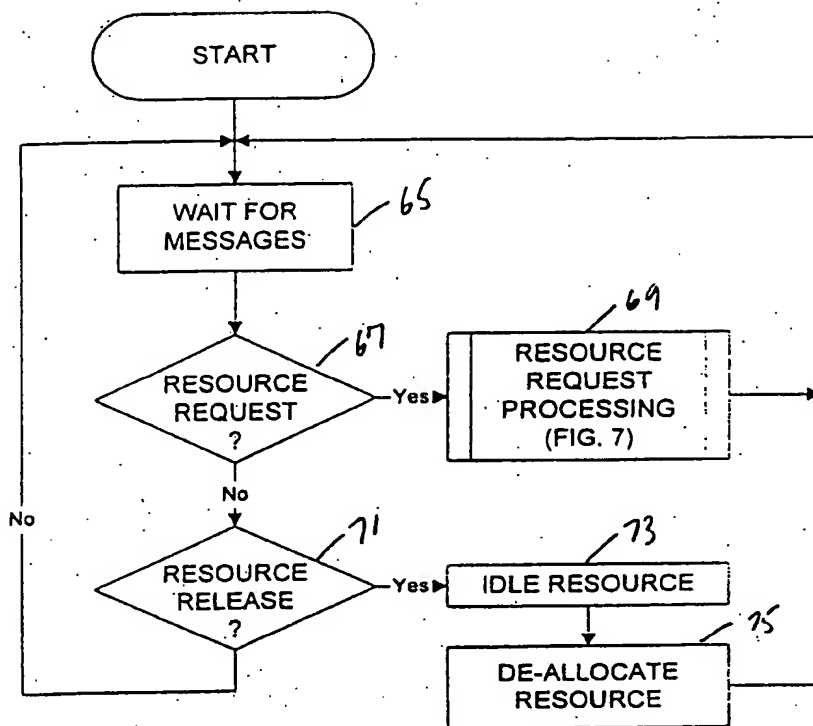 START
WAIT FOR
MESSAGES
65
RESOURCE
REQUEST
?
67
Yes
RESOURCE
REQUEST
PROCESSING
(FIG. 7)
69
No
No
RESOURCE
RELEASE
?
71
Yes
IDLE RESOURCE
73
DE-ALLOCATE
RESOURCE
75